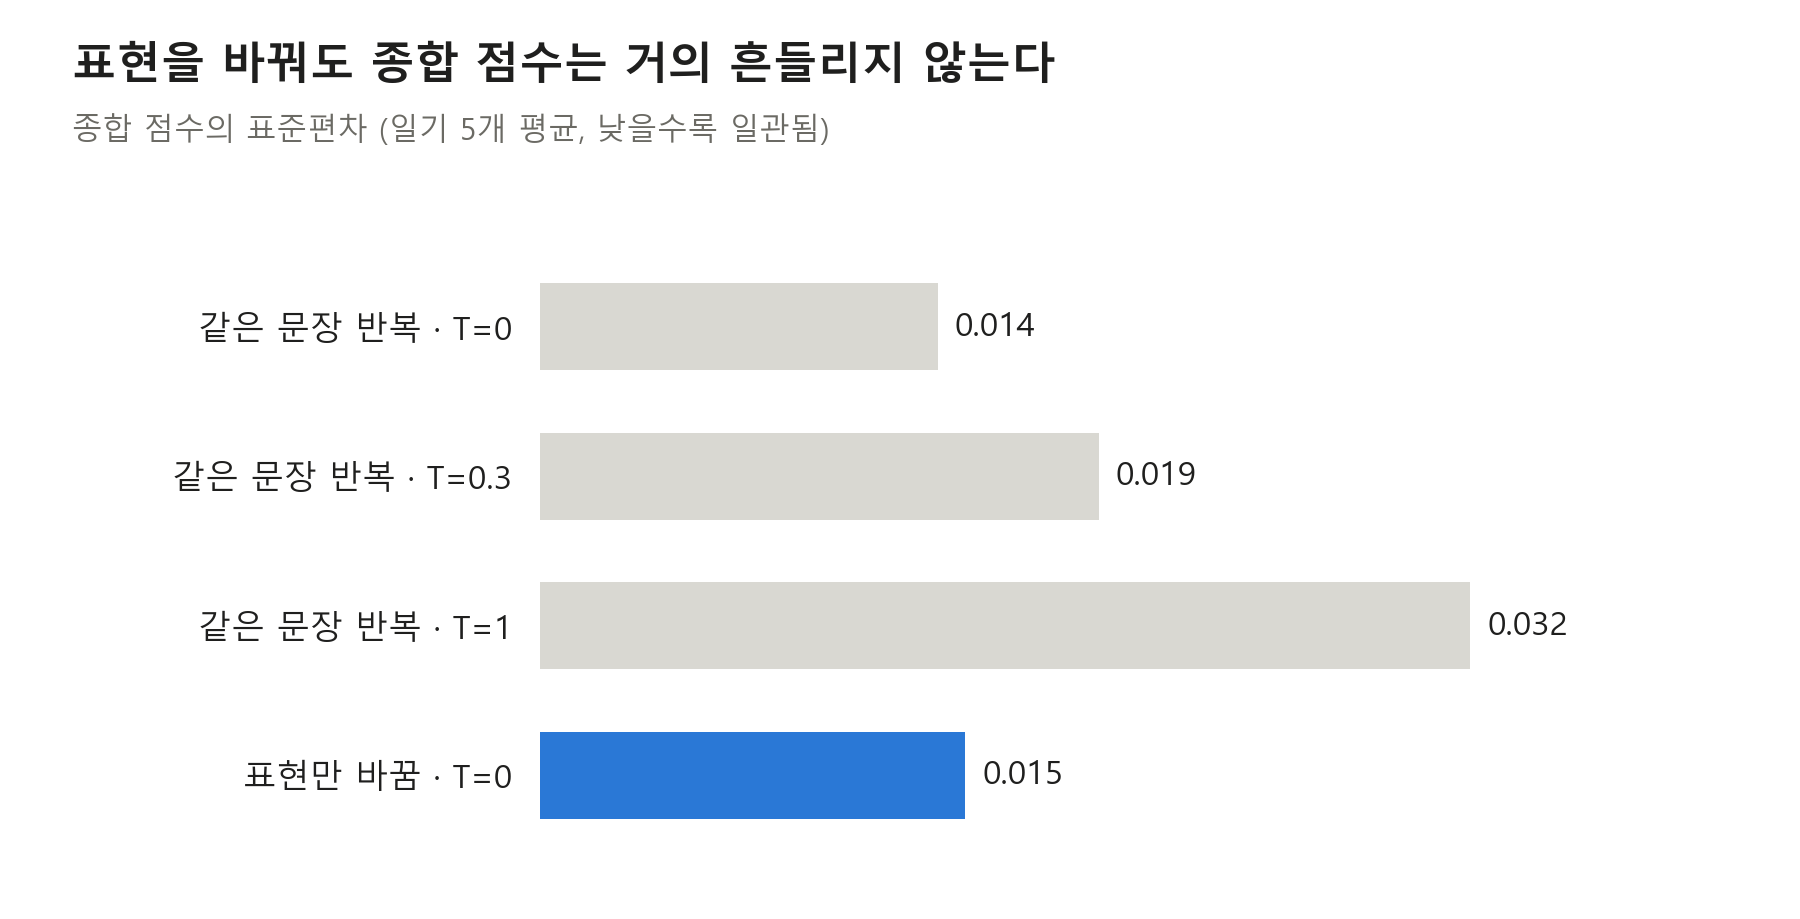 표현을 바꿔도 종합 점수는 거의 흔들리지 않는다
종합 점수의 표준편차 (일기 5개 평균, 낮을수록 일관됨)
같은 문장 반복 · T=0
0.014
같은 문장 반복 · T=0.3
0.019
같은 문장 반복 · T=1
0.032
표현만 바꿈 · T=0
0.015